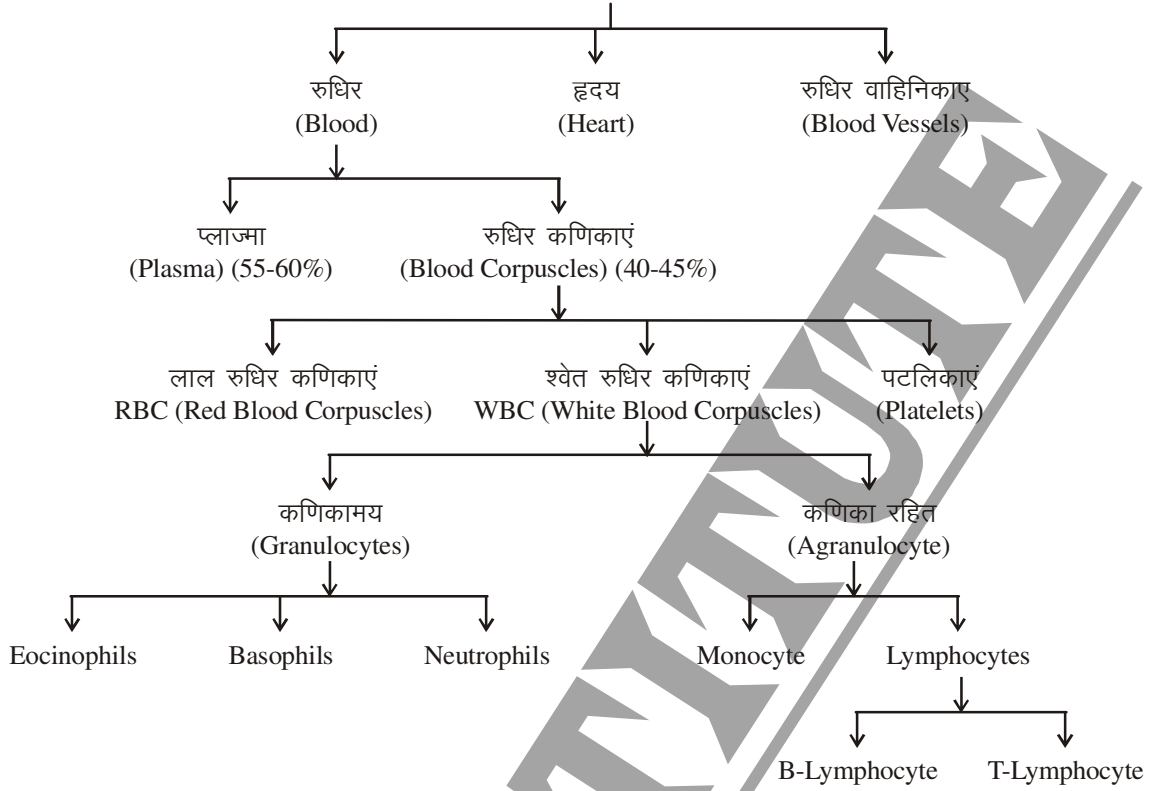 रुधिर
(Blood)
हृदय
(Heart)
रुधिर वाहिनिकाए
(Blood Vessels)
प्लाज्मा
(Plasma) (55-60%)
रुधिर कणिकाएं
(Blood Corpuscles) (40-45%)
लाल रुधिर कणिकाएं
RBC (Red Blood Corpuscles)
श्वेत रुधिर कणिकाएं
WBC (White Blood Corpuscles)
पटलिकाएं
(Platelets)
कणिकामय
(Granulocytes)
कणिका रहित
(Agranulocyte)
Eocinophils
Basophils
Neutrophils
Monocyte
Lymphocytes
B-Lymphocyte
T-Lymphocyte